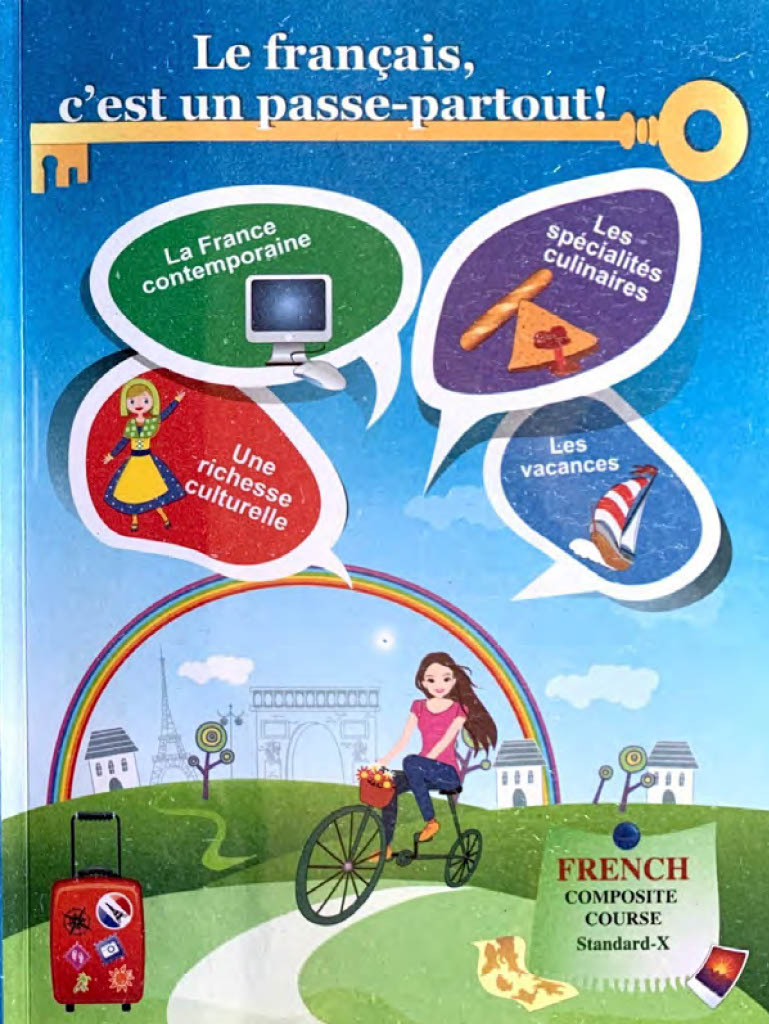 Le français,
c'est un passe-partout!
La France
contemporaine
Les
spécialités
culinaires
Une
richesse
culturelle
Les
vacances
FRENCH
COMPOSITE
COURSE
Standard-X